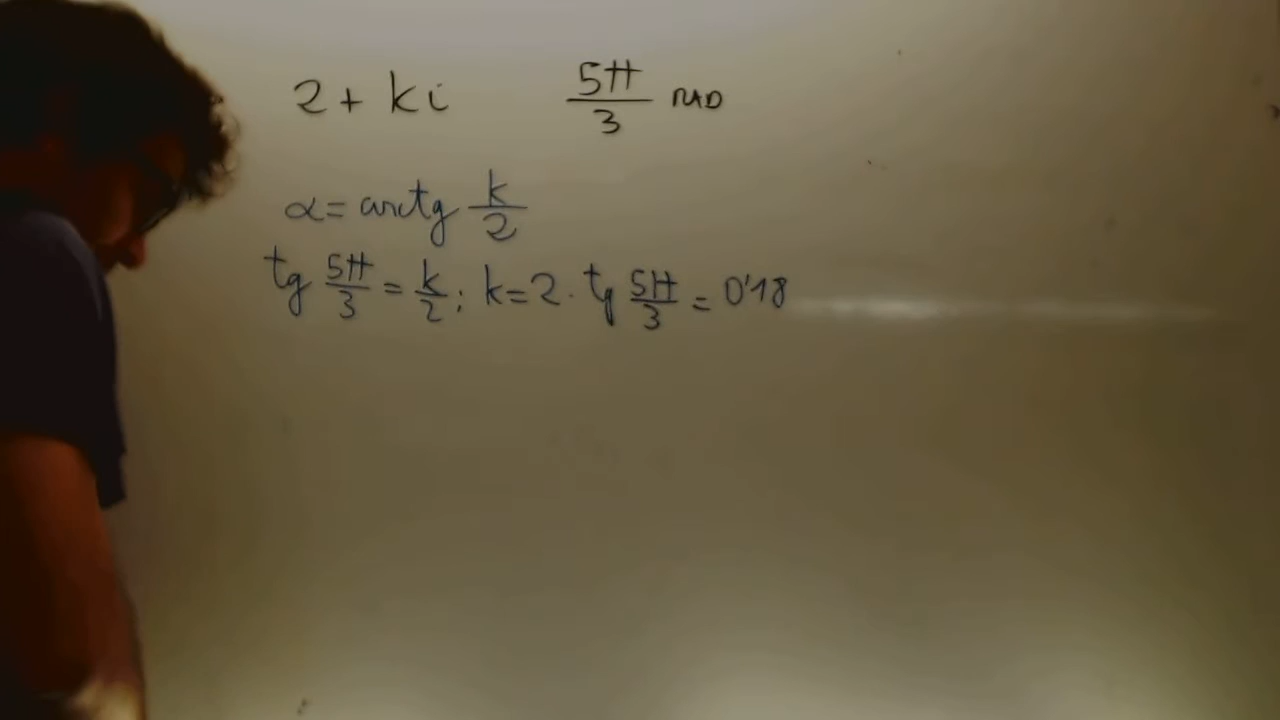 2 + ki 5π/3 RAD
α = arctg k/2
tg 5π/3 = k/2 ; k = 2 · tg 5π/3 = 0'18